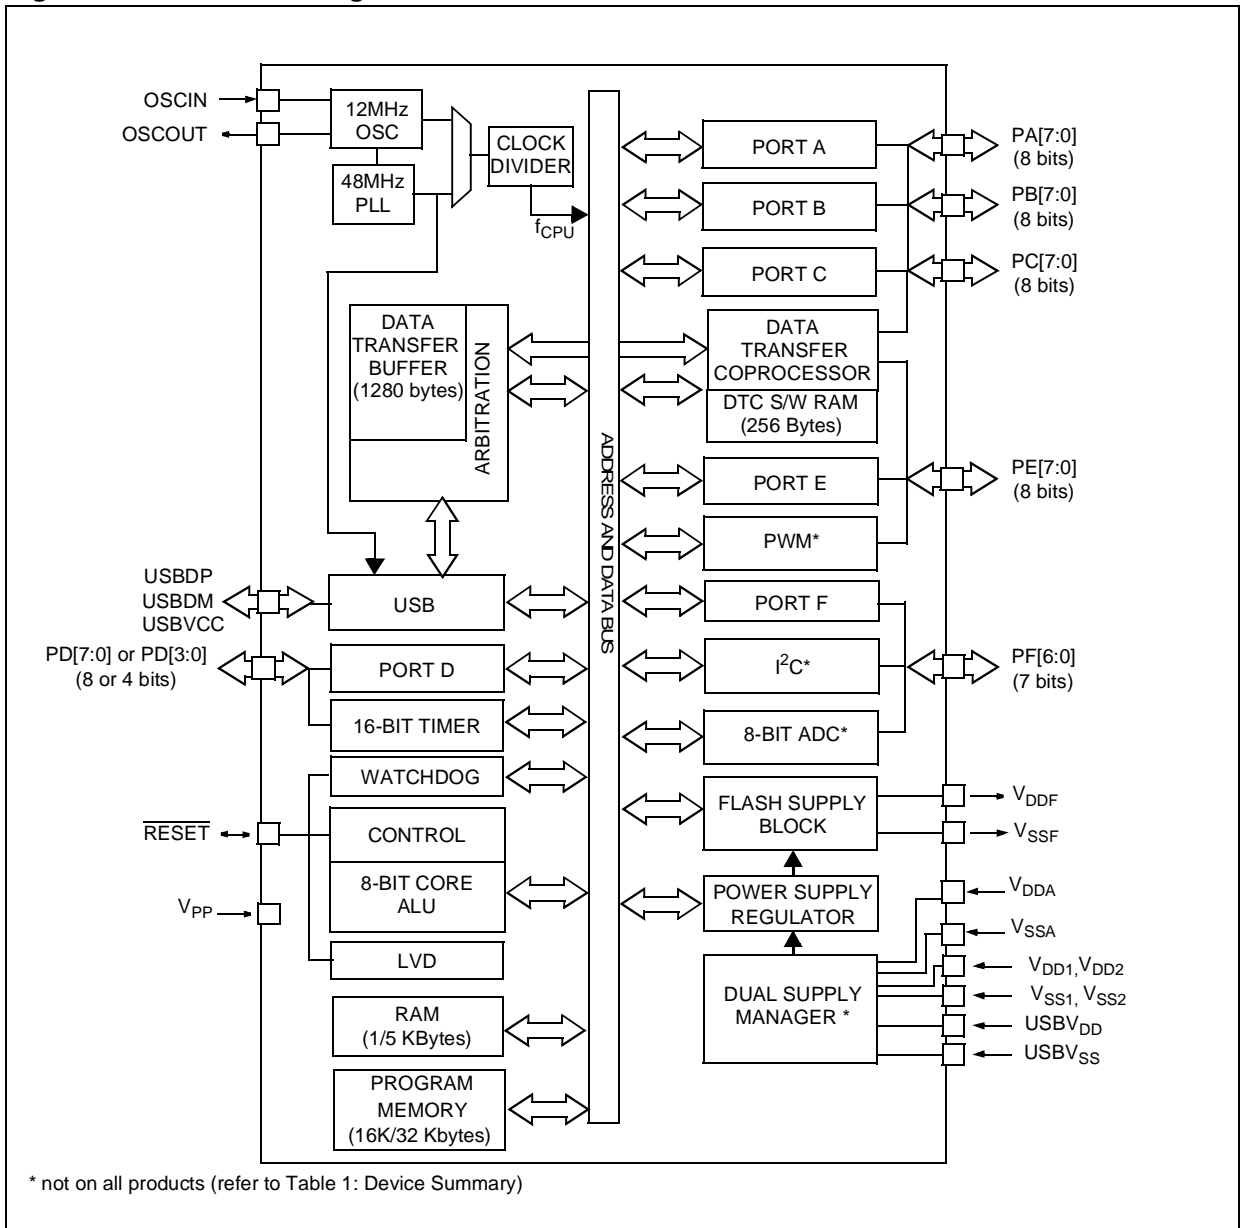 OSCIN
OSCOUT
12MHz
OSC
48MHz
PLL
CLOCK
DIVIDER
fCPU
DATA
TRANSFER
BUFFER
(1280 bytes)
ARBITRATION
USBDP
USBDM
USBVCC
USB
PD[7:0] or PD[3:0]
(8 or 4 bits)
PORT D
16-BIT TIMER
WATCHDOG
RESET
CONTROL
8-BIT CORE
ALU
VPP
LVD
RAM
(1/5 KBytes)
PROGRAM
MEMORY
(16K/32 Kbytes)
ADDRESS AND DATA BUS
PORT A
PA[7:0]
(8 bits)
PORT B
PB[7:0]
(8 bits)
PORT C
PC[7:0]
(8 bits)
DATA
TRANSFER
COPROCESSOR
DTC S/W RAM
(256 Bytes)
PORT E
PE[7:0]
(8 bits)
PWM*
PORT F
I2C*
PF[6:0]
(7 bits)
8-BIT ADC*
FLASH SUPPLY
BLOCK
VDDF
VSSF
POWER SUPPLY
REGULATOR
VDDA
VSSA
DUAL SUPPLY
MANAGER *
VDD1,VDD2
VSS1, VSS2
USBVDD
USBVSS
* not on all products (refer to Table 1: Device Summary)